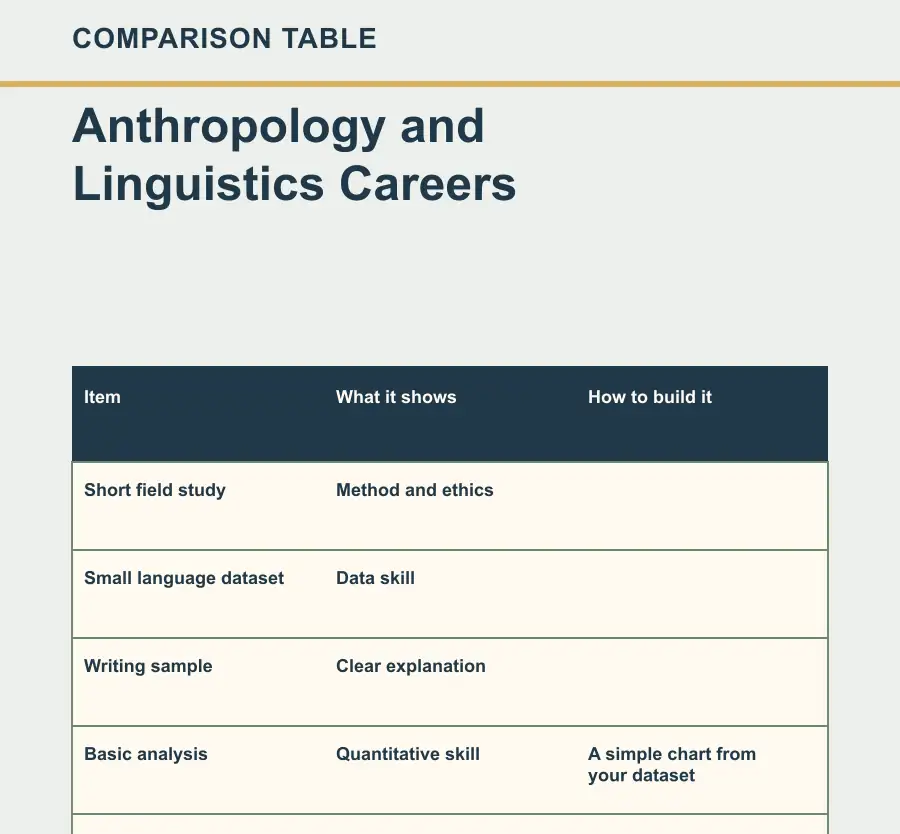 COMPARISON TABLE
Anthropology and
Linguistics Careers
Item What it shows How to build it
Short field study Method and ethics
Small language dataset Data skill
Writing sample Clear explanation
Basic analysis Quantitative skill A simple chart from
your dataset